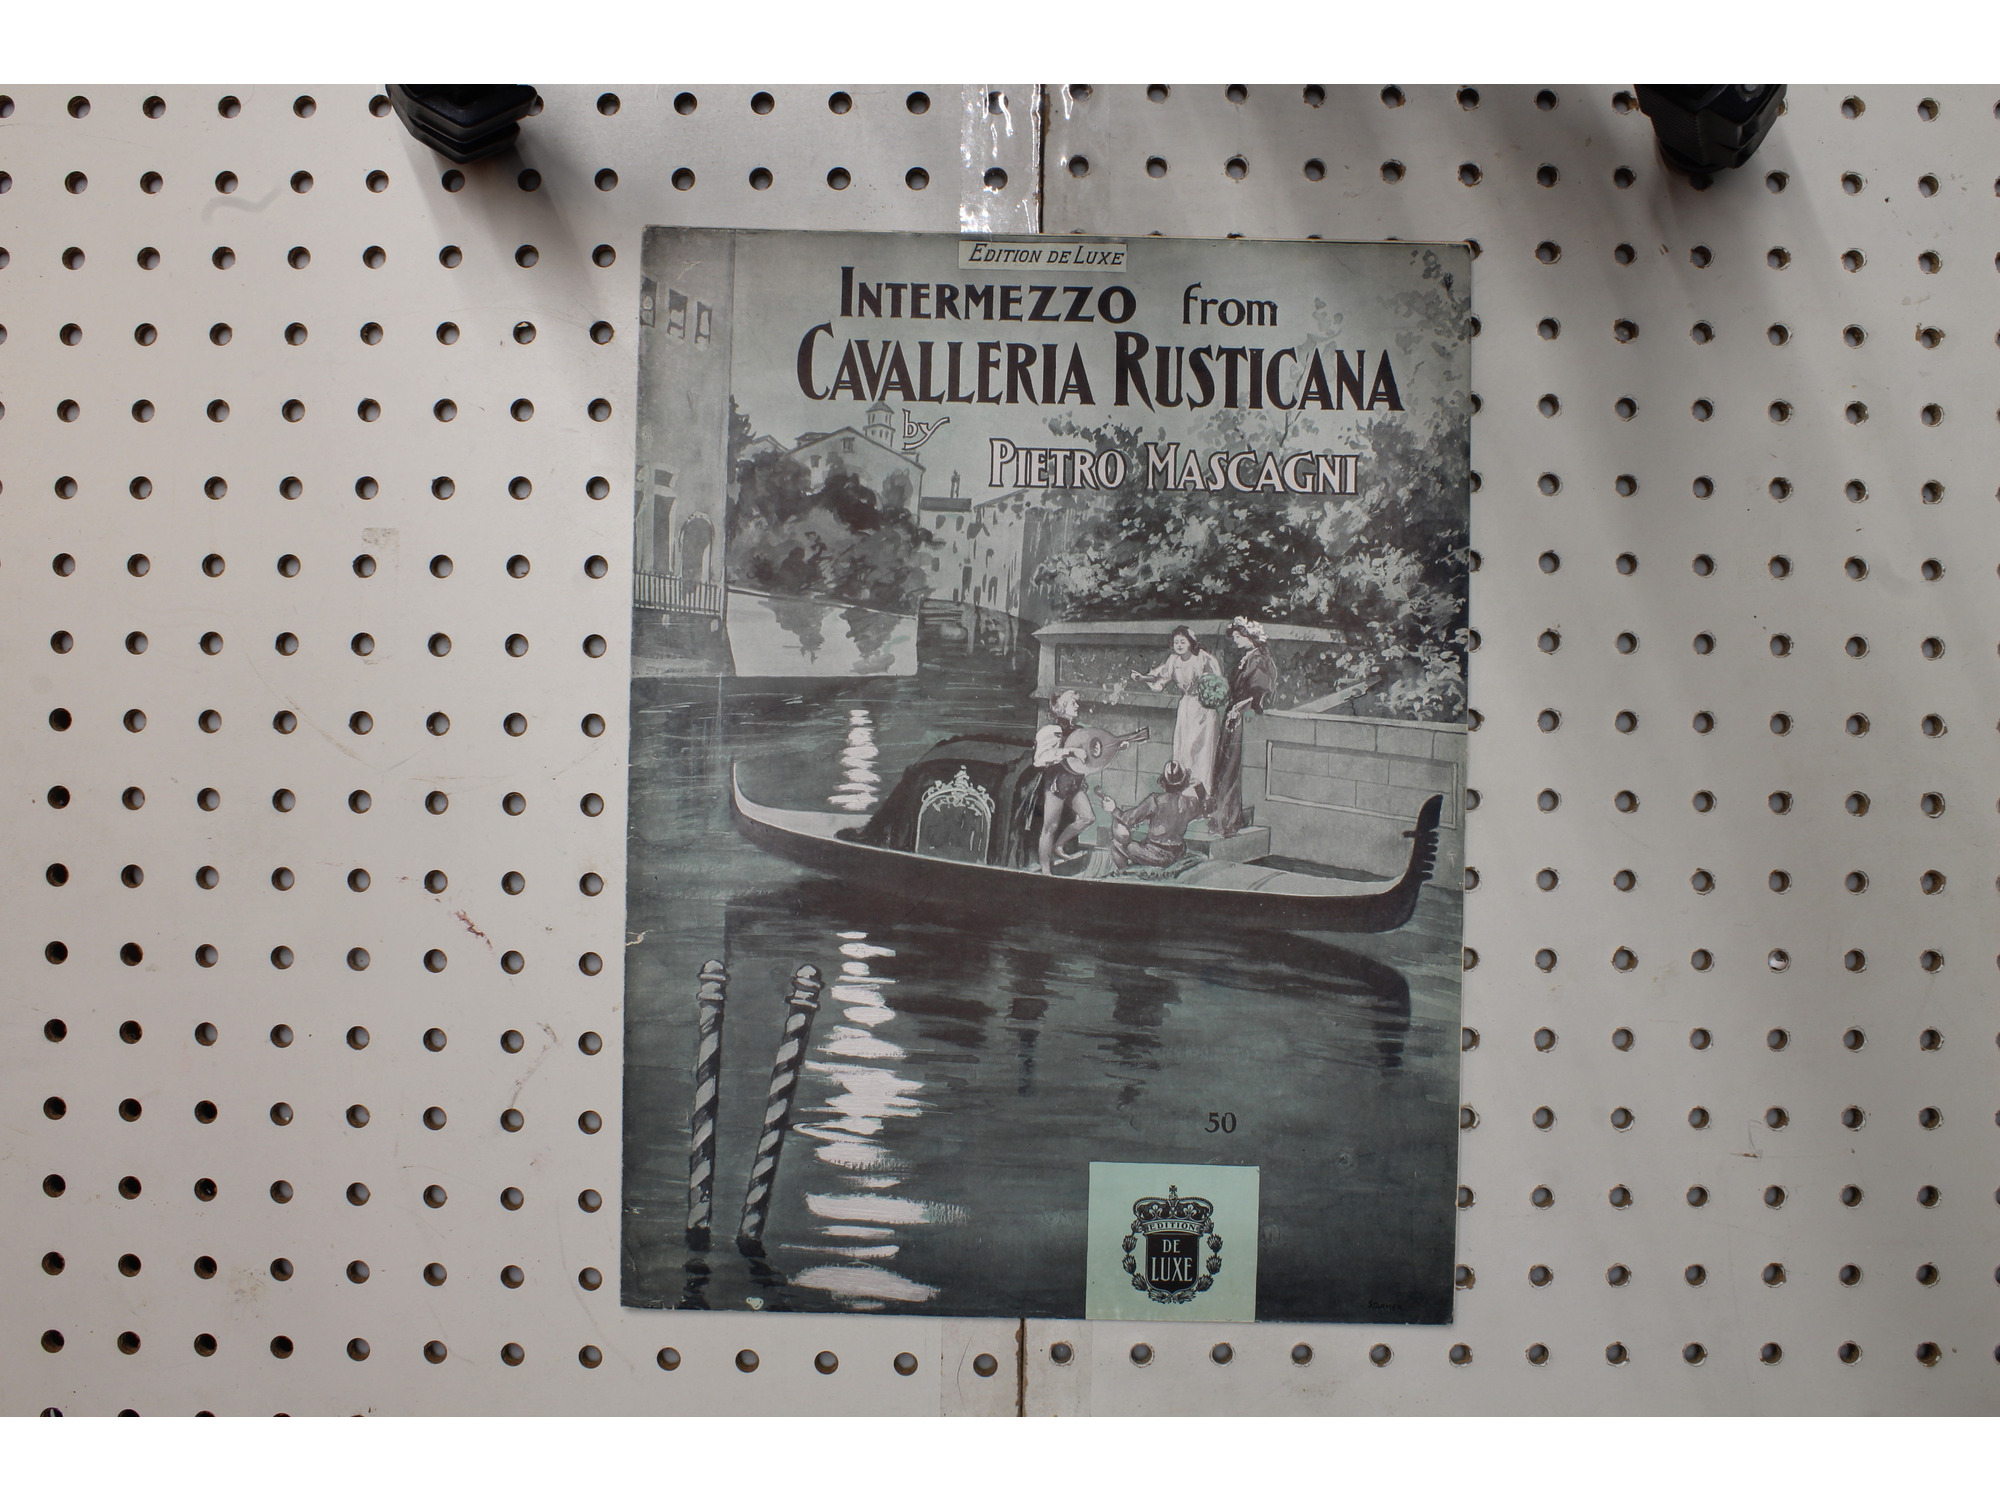 EDITION DE LUXE
INTERMEZZO from
CAVALLERIA RUSTICANA
by
PIETRO MASCAGNI
50
EDITION
DE
LUXE